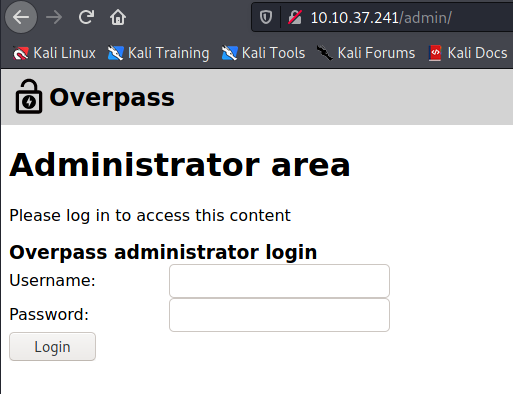 10.10.37.241/admin/
Kali Linux Kali Training Kali Tools Kali Forums Kali Docs
Overpass
Administrator area
Please log in to access this content
Overpass administrator login
Username:
Password:
Login